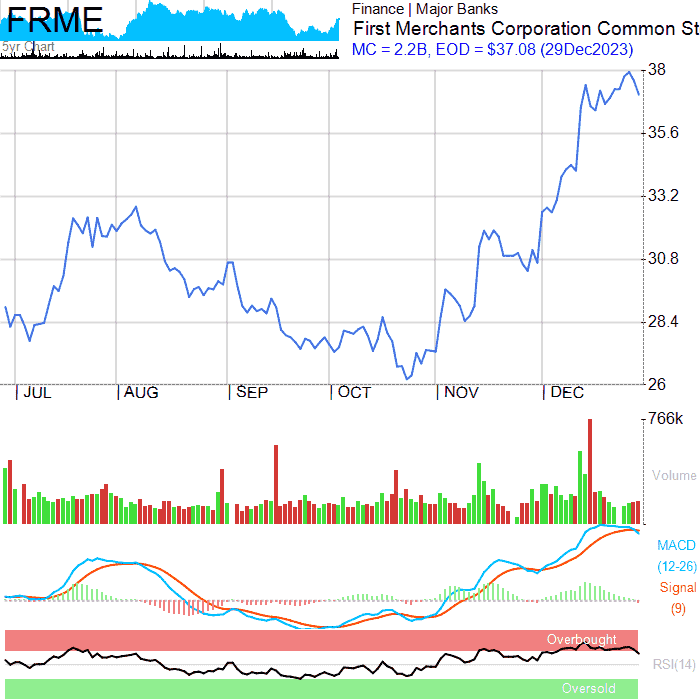 FRME
5yr Chart
Finance | Major Banks
First Merchants Corporation Common St
MC = 2.2B, EOD = $37.08 (29Dec2023)
38
35.6
33.2
30.8
28.4
26
JUL AUG SEP OCT NOV DEC
766k
Volume
MACD
(12-26)
Signal
(9)
Overbought
RSI(14)
Oversold